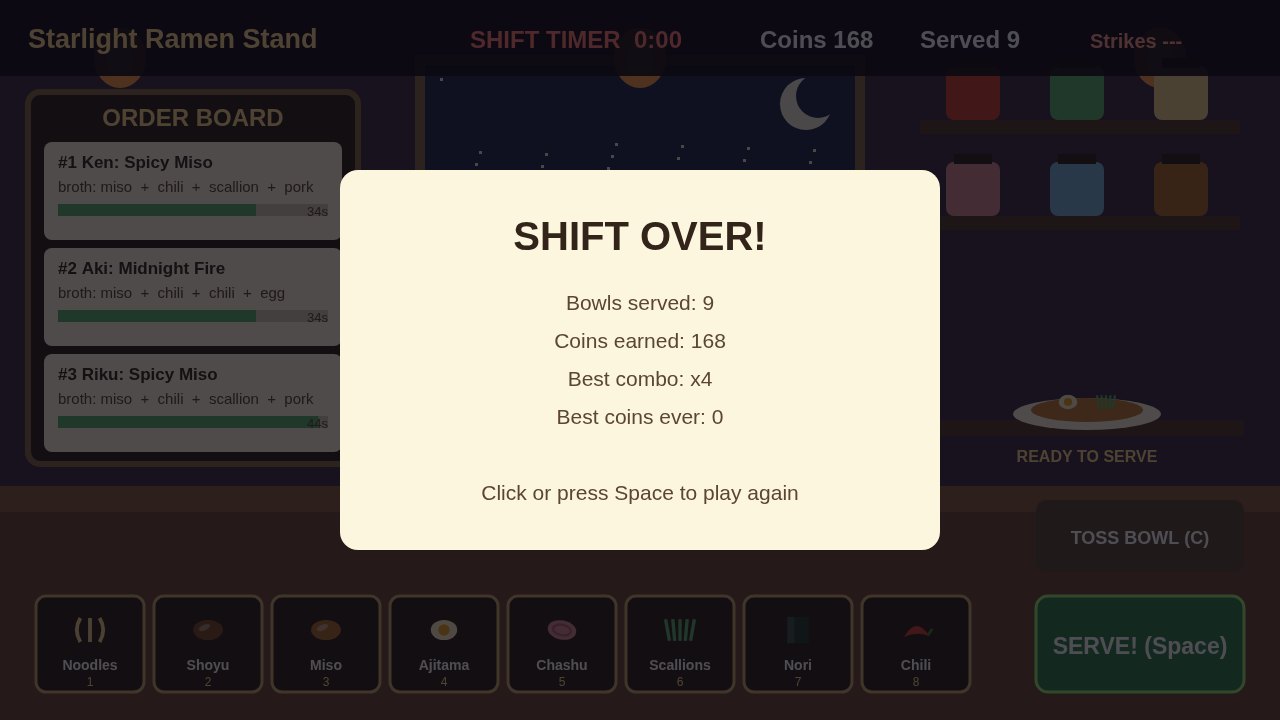 Starlight Ramen Stand
SHIFT TIMER 0:00
Coins 168
Served 9
Strikes ---
ORDER BOARD
#1 Ken: Spicy Miso
broth: miso + chili + scallion + pork
34s
#2 Aki: Midnight Fire
broth: miso + chili + chili + egg
34s
#3 Riku: Spicy Miso
broth: miso + chili + scallion + pork
44s
SHIFT OVER!
Bowls served: 9
Coins earned: 168
Best combo: x4
Best coins ever: 0
Click or press Space to play again
READY TO SERVE
TOSS BOWL (C)
Noodles
1
Shoyu
2
Miso
3
Ajitama
4
Chashu
5
Scallions
6
Nori
7
Chili
8
SERVE! (Space)